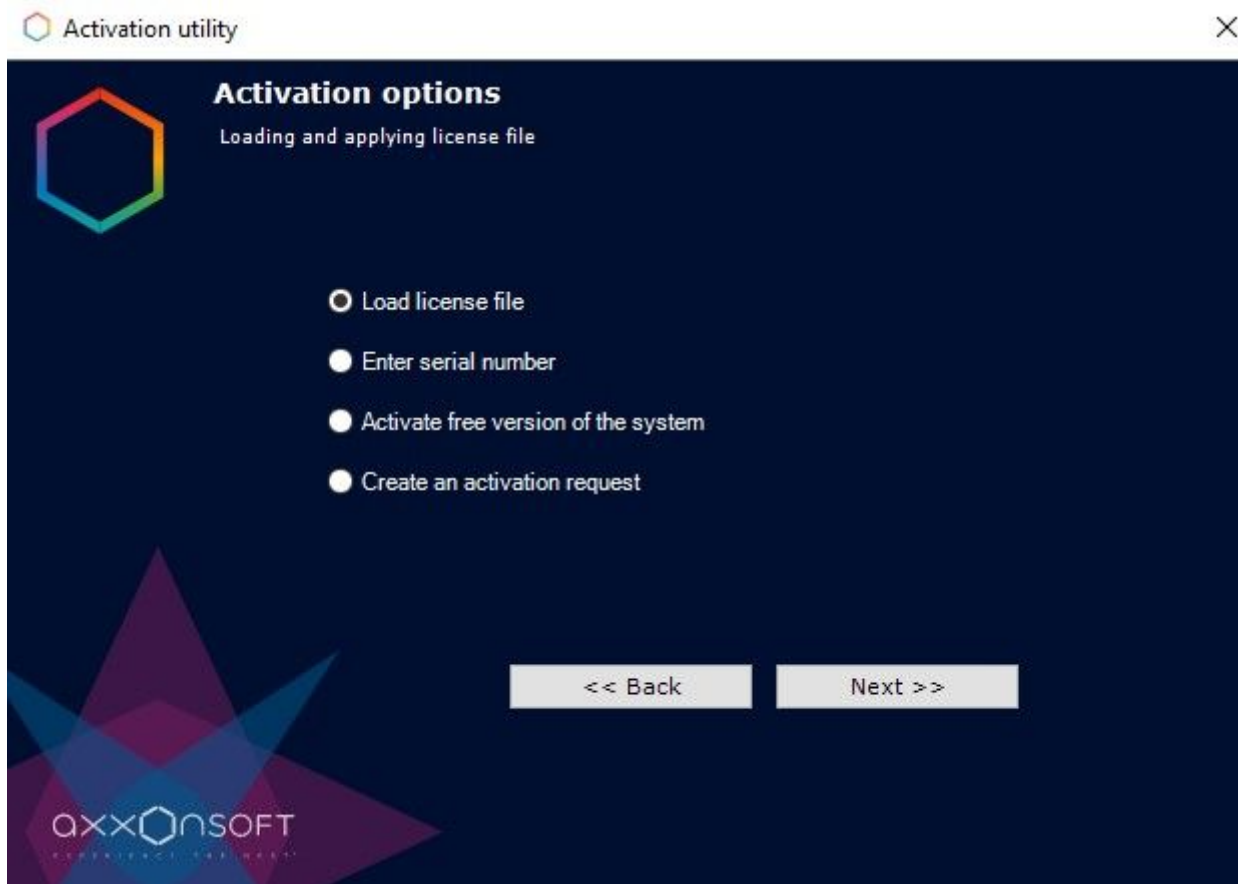 Activation utility
Activation options
Loading and applying license file
Load license file
Enter serial number
Activate free version of the system
Create an activation request
<< Back
Next >>
axxonsoft